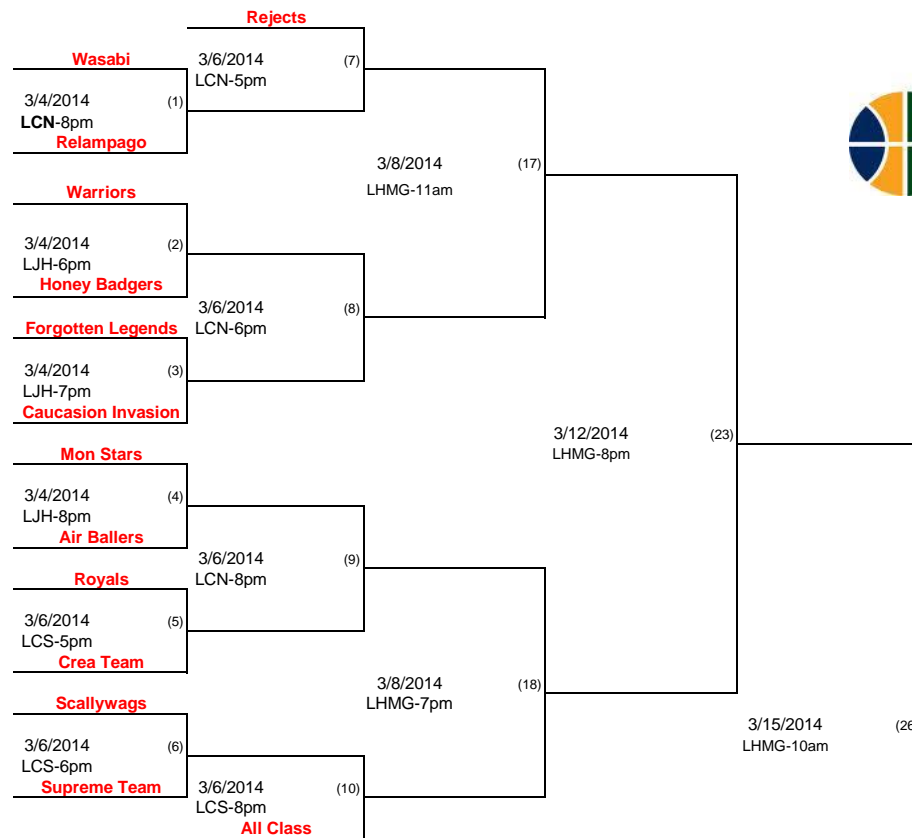 Rejects
Wasabi
3/6/2014 (7)
LCN-5pm
3/4/2014 (1)
LCN-8pm
Relampago
3/8/2014 (17)
LHMG-11am
Warriors
3/4/2014 (2)
LJH-6pm
Honey Badgers
3/6/2014 (8)
LCN-6pm
Forgotten Legends
3/4/2014 (3)
LJH-7pm
Caucasion Invasion
3/12/2014 (23)
LHMG-8pm
Mon Stars
3/4/2014 (4)
LJH-8pm
Air Ballers
3/6/2014 (9)
LCN-8pm
Royals
3/6/2014 (5)
LCS-5pm
Crea Team
3/8/2014 (18)
LHMG-7pm
Scallywags
3/6/2014 (6)
LCS-6pm
Supreme Team
3/15/2014 (26
LHMG-10am
3/6/2014 (10)
LCS-8pm
All Class